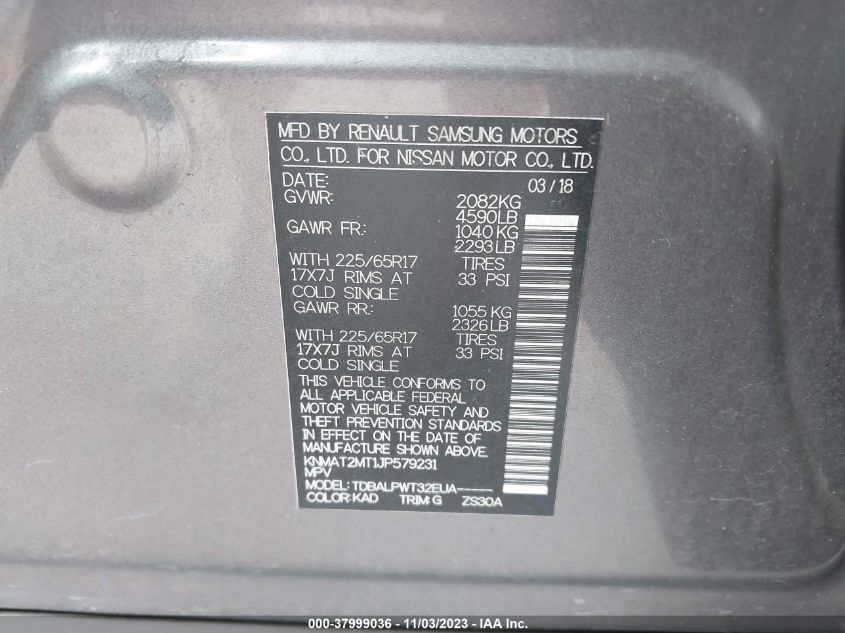 MFD BY RENAULT SAMSUNG MOTORS
CO., LTD. FOR NISSAN MOTOR CO., LTD.
DATE: 03/18
GVWR: 2082KG
4590LB
GAWR FR: 1040KG
2293LB
WITH 225/65R17 TIRES
17X7J RIMS AT 33 PSI
COLD SINGLE
GAWR RR: 1055KG
2326LB
WITH 225/65R17 TIRES
17X7J RIMS AT 33 PSI
COLD SINGLE
THIS VEHICLE CONFORMS TO
ALL APPLICABLE FEDERAL
MOTOR VEHICLE SAFETY AND
THEFT PREVENTION STANDARDS
IN EFFECT ON THE DATE OF
MANUFACTURE SHOWN ABOVE.
KNMAT2MT1JP579231
MPV
MODEL: TDBALPWT32EUA-----
COLOR: KAD TRIM: G ZS30A
000-37999036 - 11/03/2023 - IAA Inc.